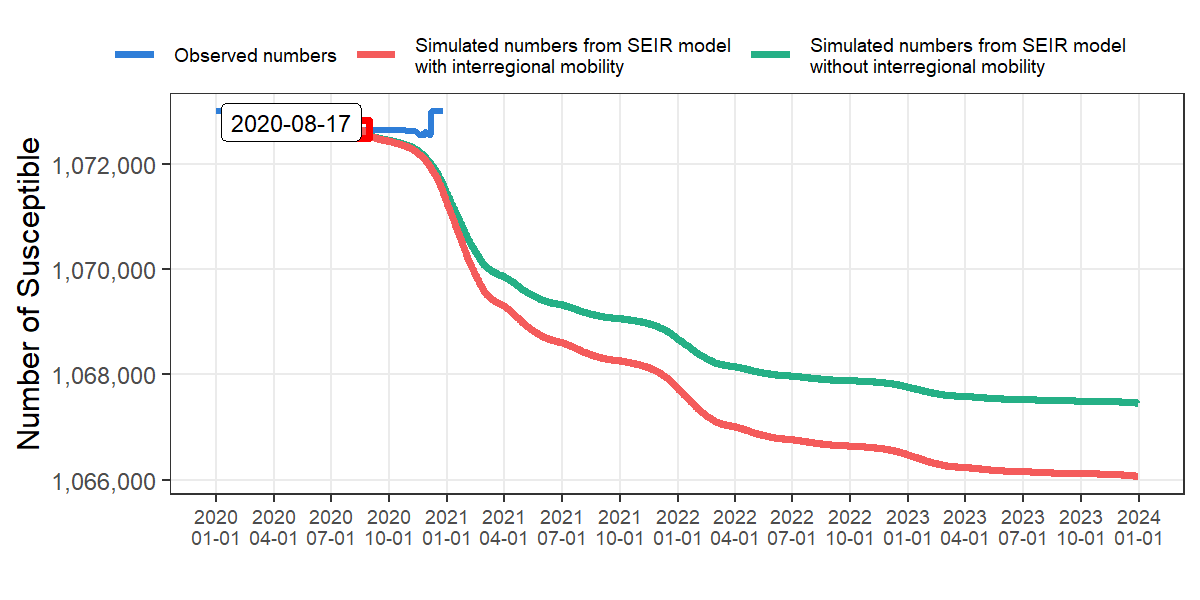 Observed numbers
Simulated numbers from SEIR model
with interregional mobility
Simulated numbers from SEIR model
without interregional mobility
2020-08-17
Number of Susceptible
1,072,000
1,070,000
1,068,000
1,066,000
2020 2020 2020 2020 2021 2021 2021 2021 2022 2022 2022 2022 2023 2023 2023 2023 2024
01-01 04-01 07-01 10-01 01-01 04-01 07-01 10-01 01-01 04-01 07-01 10-01 01-01 04-01 07-01 10-01 01-01